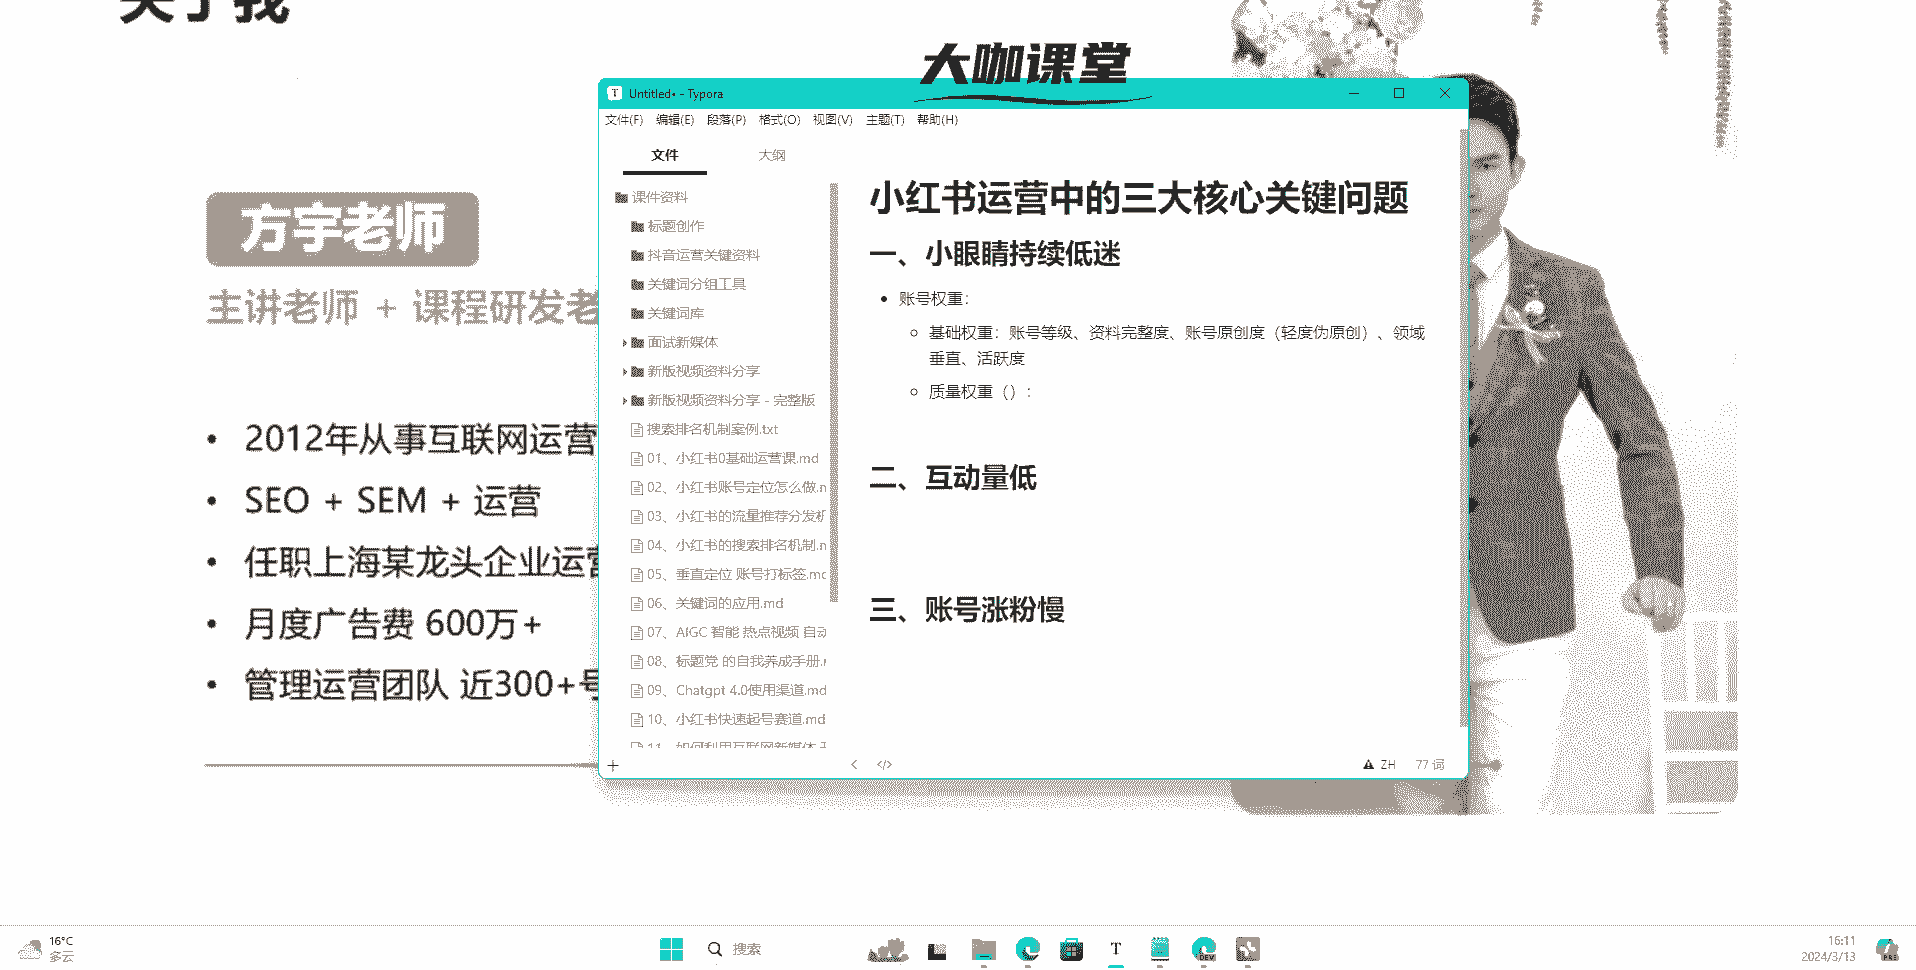 关于我
大咖课堂
方宇老师
主讲老师 + 课程研发老
2012年从事互联网运营
SEO + SEM + 运营
任职上海某龙头企业运营
月度广告费 600万+
管理运营团队 近300+号
Untitled• - Typora
文件(F) 编辑(E) 段落(P) 格式(O) 视图(V) 主题(T) 帮助(H)
文件 大纲
课件资料
标题创作
抖音运营关键资料
关键词分组工具
关键词库
面试新媒体
新版视频资料分享
新版视频资料分享 - 完整版
搜索排名机制案例.txt
01、小红书0基础运营课.md
02、小红书账号定位怎么做.n
03、小红书的流量推荐分发机
04、小红书的搜索排名机制.n
05、垂直定位 账号打标签.mc
06、关键词的应用.md
07、AIGC 智能 热点视频 自动
08、标题党 的自我养成手册.r
09、Chatgpt 4.0使用渠道.md
10、小红书快速起号赛道.md
11、如何利用互联网新媒体
小红书运营中的三大核心关键问题
一、小眼睛持续低迷
账号权重：
基础权重：账号等级、资料完整度、账号原创度（轻度伪原创）、领域
垂直、活跃度
质量权重（）：
二、互动量低
三、账号涨粉慢
ZH 77 词
16°C
多云
搜索
T
DEV
16:11
2024/3/13
PRE